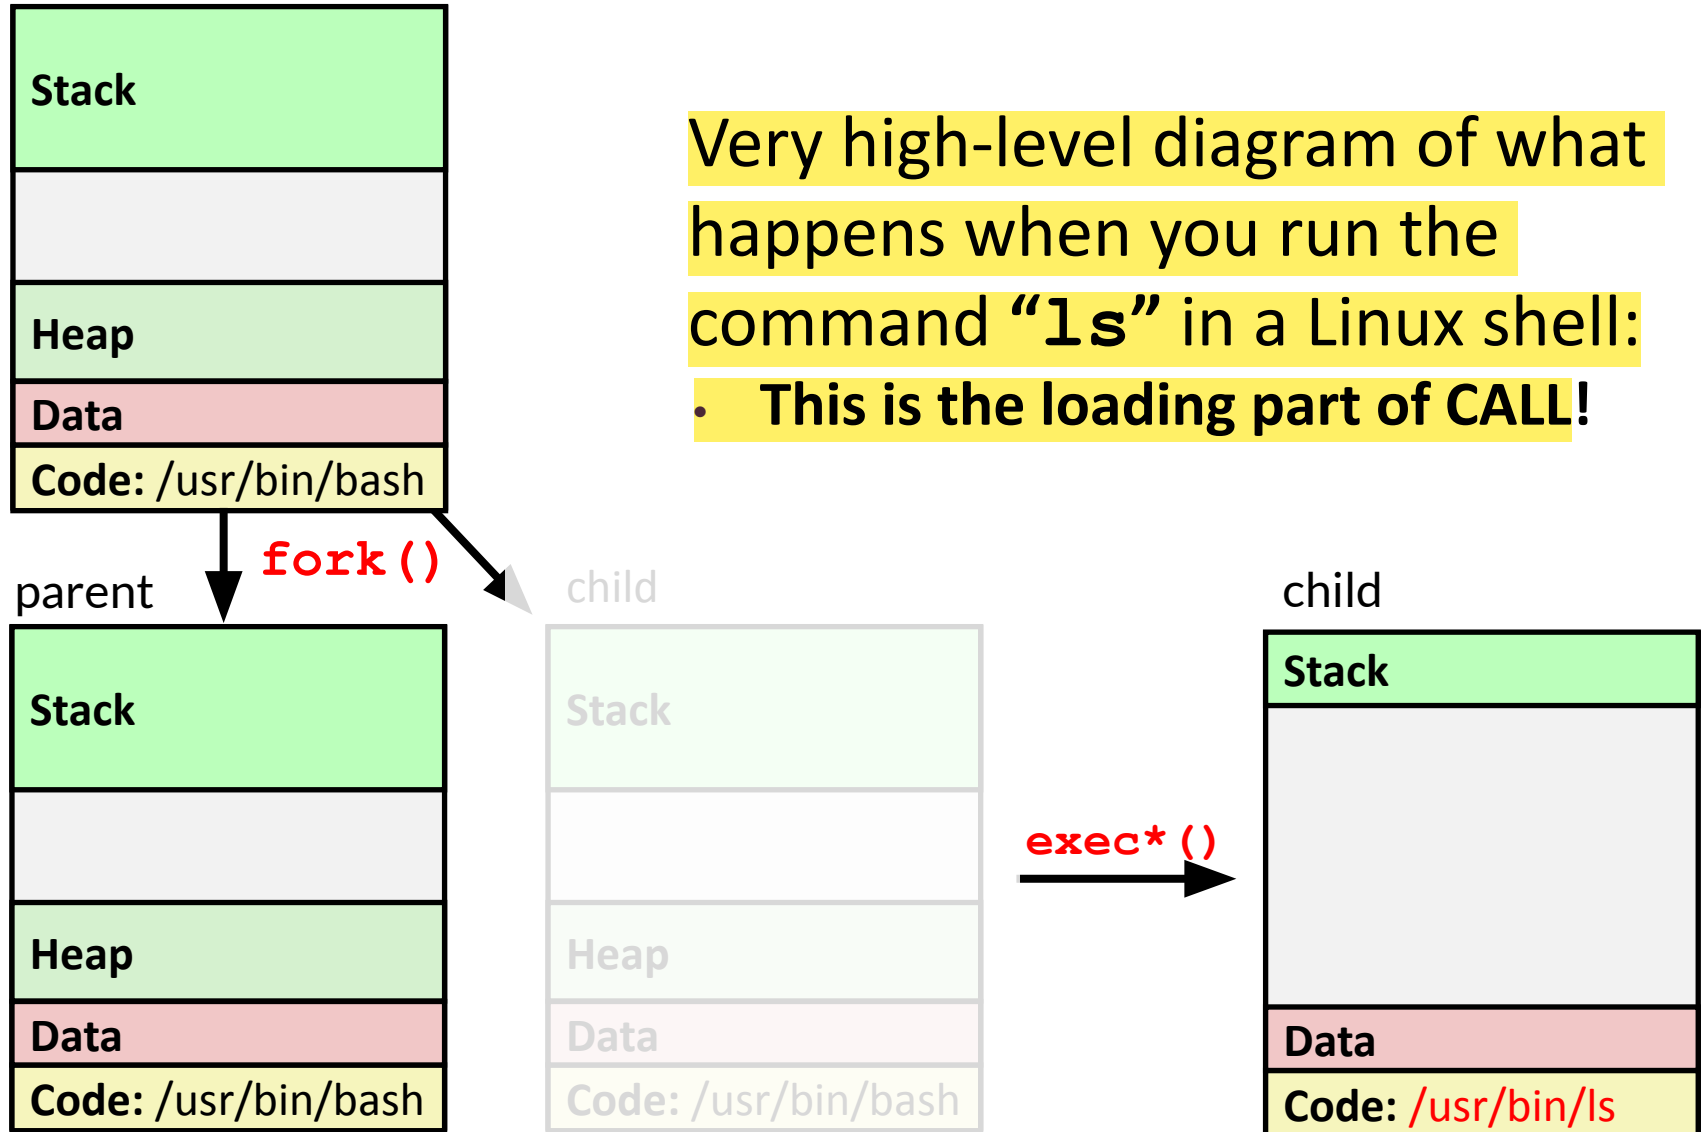 Stack
Heap
Data
Code: /usr/bin/bash
Very high-level diagram of what
happens when you run the
command “ls” in a Linux shell:
• This is the loading part of CALL!
fork()
parent
Stack
Heap
Data
Code: /usr/bin/bash
child
Stack
Heap
Data
Code: /usr/bin/bash
exec*()
child
Stack
Data
Code: /usr/bin/ls